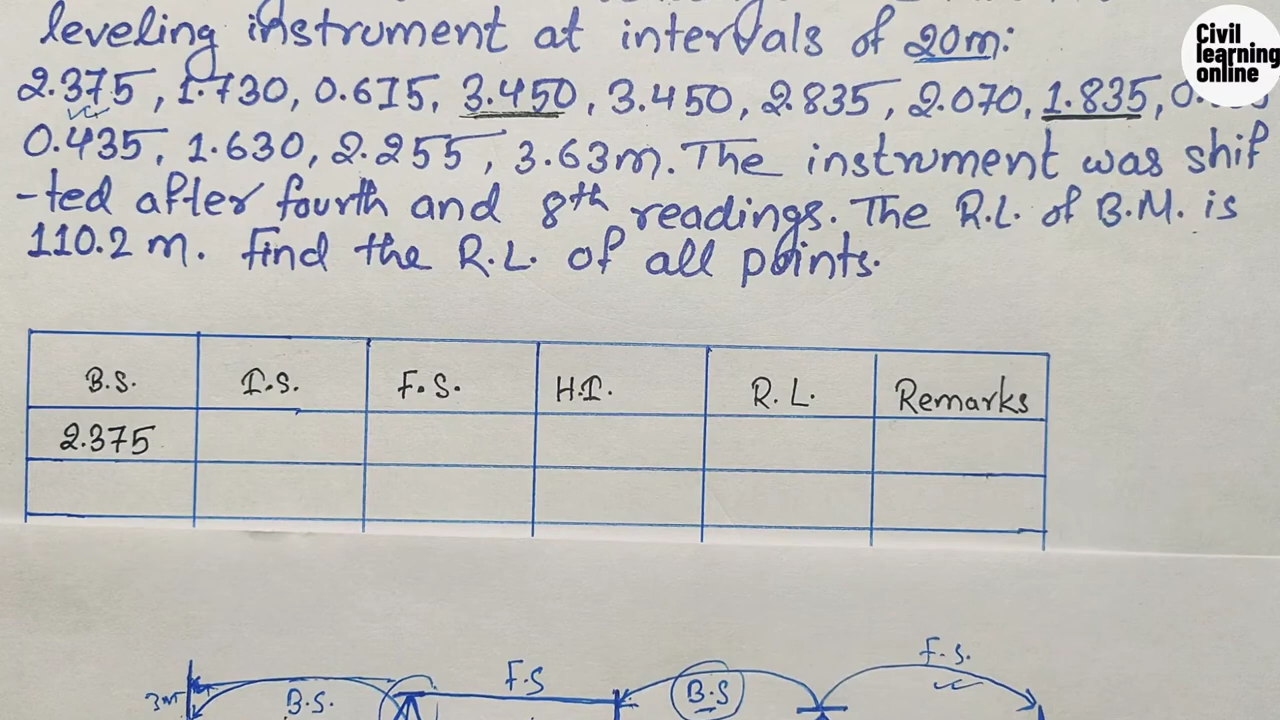 leveling instrument at intervals of 20m:
2.375, 1.730, 0.615, 3.450, 3.450, 2.835, 2.070, 1.835,
0.435, 1.630, 2.255, 3.63m. The instrument was shif
-ted after fourth and 8th readings. The R.L. of B.M. is
110.2 m. find the R.L. of all points.
B.S. I.S. F.S. H.I. R.L. Remarks
2.375
F.S.
F.S
B.S
B.S.
3m
Civil
learning
online